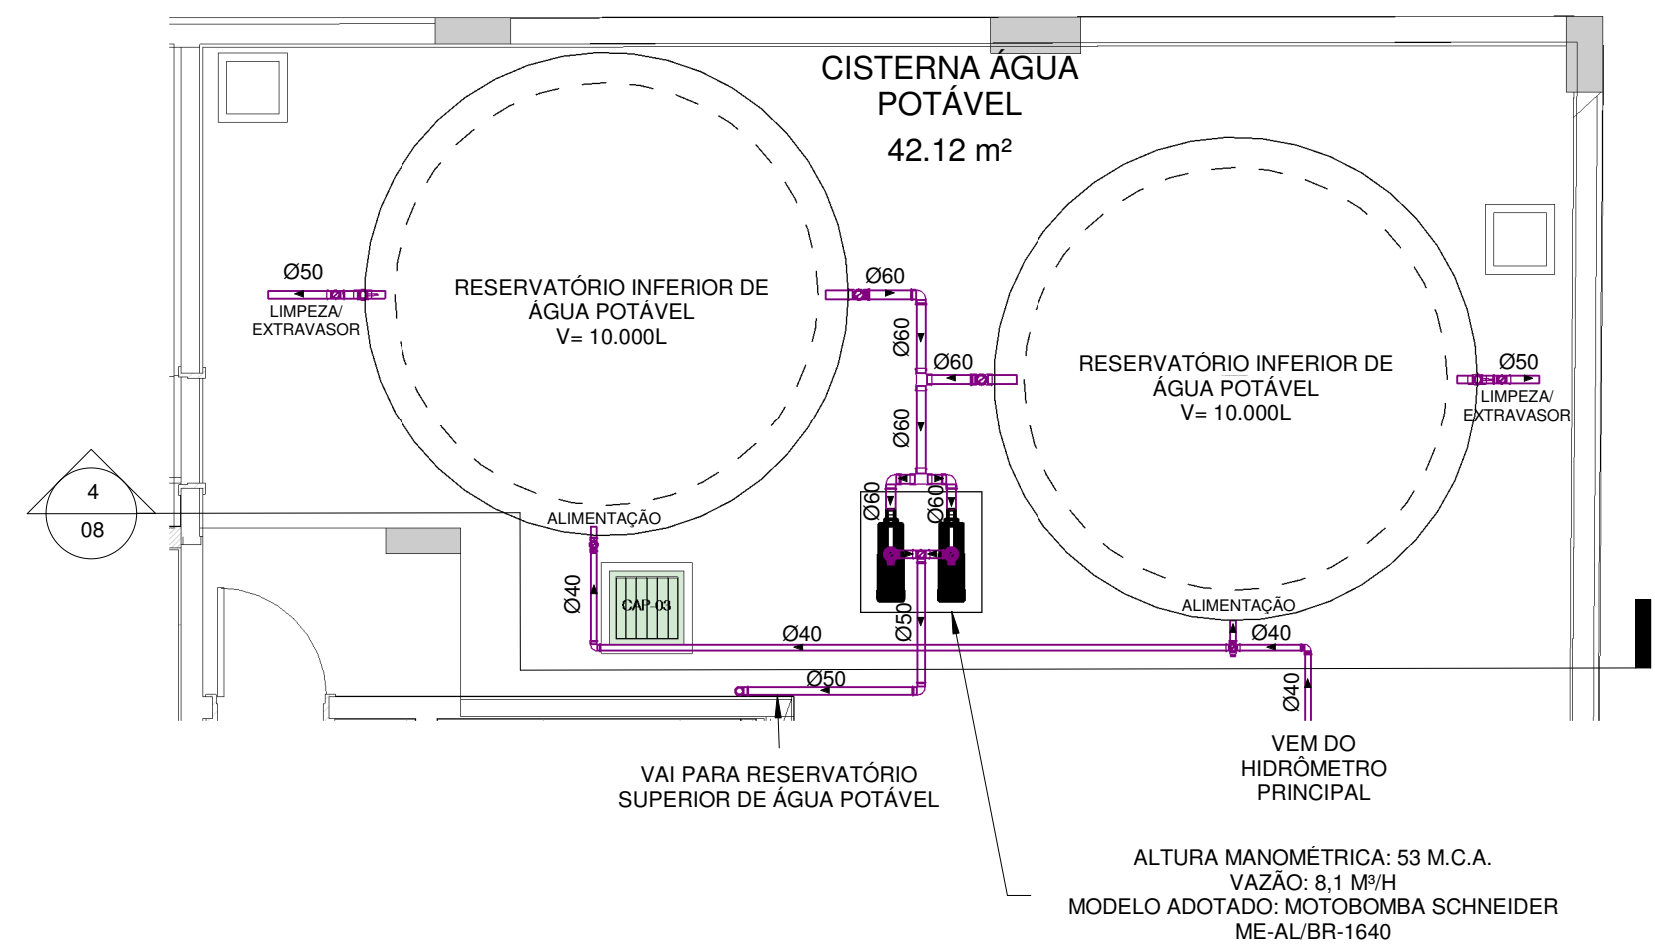 CISTERNA ÁGUA
POTÁVEL
42.12 m²
Ø50
LIMPEZA/
EXTRAVASOR
RESERVATÓRIO INFERIOR DE
ÁGUA POTÁVEL
V= 10.000L
Ø60
Ø60
Ø60
Ø60
RESERVATÓRIO INFERIOR DE
ÁGUA POTÁVEL
V= 10.000L
Ø50
LIMPEZA/
EXTRAVASOR
4
08
ALIMENTAÇÃO
Ø60
Ø60
Ø40
CAP-03
Ø50
ALIMENTAÇÃO
Ø40
Ø40
Ø50
Ø40
VAI PARA RESERVATÓRIO
SUPERIOR DE ÁGUA POTÁVEL
VEM DO
HIDRÔMETRO
PRINCIPAL
ALTURA MANOMÉTRICA: 53 M.C.A.
VAZÃO: 8,1 M³/H
MODELO ADOTADO: MOTOBOMBA SCHNEIDER
ME-AL/BR-1640